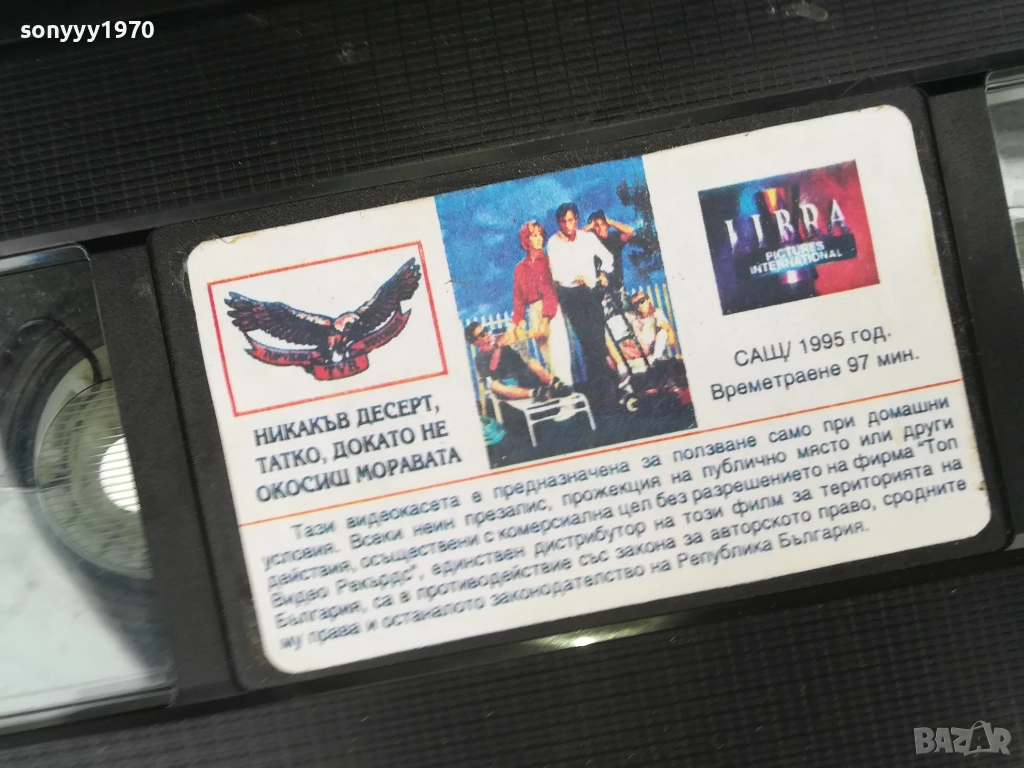 sonyyy1970
LIBRA
PICTURES
INTERNATIONAL
НИКАКЪВ ДЕСЕРТ,
ТАТКО, ДОКАТО НЕ
ОКОСИШ МОРАВАТА
САЩ/ 1995 год.
Времетраене 97 мин.
Тази видеокасета е предназначена за ползване само при домашни
условия. Всеки неин презапис, прожекция на публично място или други
действия, осъществени с комерсиална цел без разрешението на фирма "Топ
Видео Рекърдс", единствен дистрибутор на този филм за територията на
България, са в противодействие със закона за авторското право, сродните
му права и останалото законодателство на Република България.
BAZAR